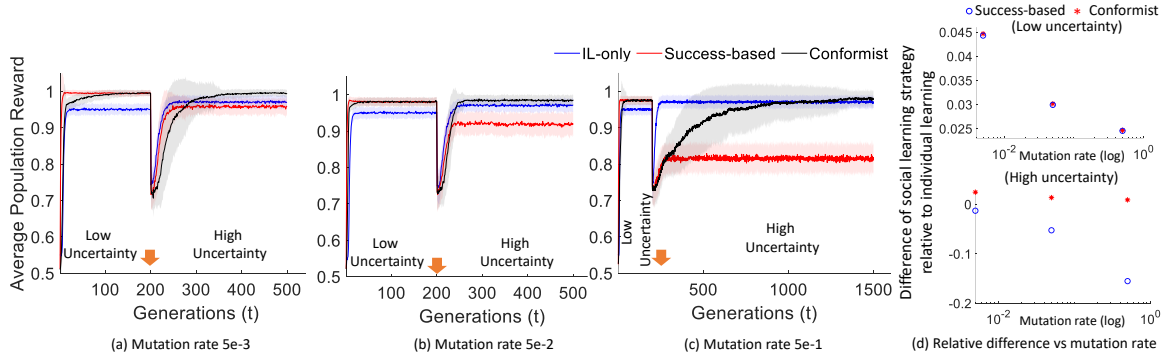 Success-based Conformist
(Low uncertainty)
IL-only Success-based Conformist
Average Population Reward
1
0.9
0.8
0.7
0.6
0.5
Low
Uncertainty
High
Uncertainty
100 200 300 400 500
Generations (t)
(a) Mutation rate 5e-3
1
0.9
0.8
0.7
0.6
0.5
Low
Uncertainty
High
Uncertainty
100 200 300 400 500
Generations (t)
(b) Mutation rate 5e-2
1
0.9
0.8
0.7
0.6
0.5
Low
Uncertainty
High
Uncertainty
500 1000 1500
Generations (t)
(c) Mutation rate 5e-1
Difference of social learning strategy
relative to individual learning
0.045
0.04
0.035
0.03
0.025
10⁻² 10⁰
Mutation rate (log)
(High uncertainty)
0
-0.1
-0.2
10⁻² 10⁰
Mutation rate (log)
(d) Relative difference vs mutation rate